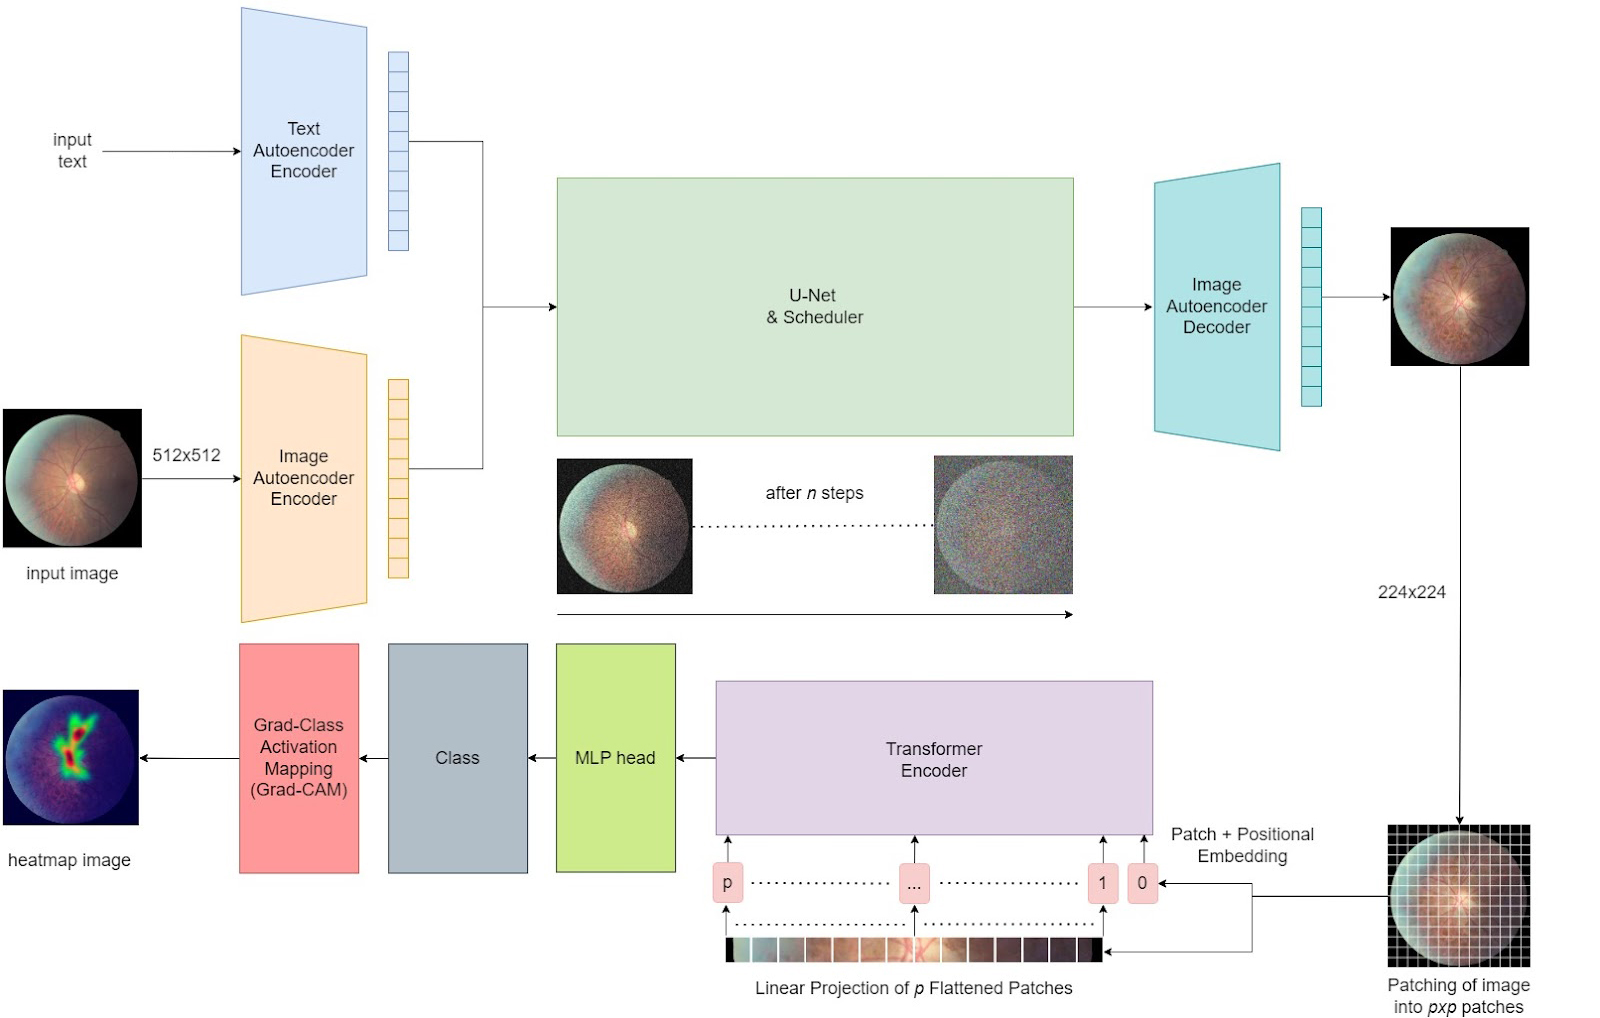 input
text
Text
Autoencoder
Encoder
U-Net
& Scheduler
Image
Autoencoder
Decoder
512x512
Image
Autoencoder
Encoder
input image
after n steps
224x224
Grad-Class
Activation
Mapping
(Grad-CAM)
Class
MLP head
Transformer
Encoder
heatmap image
Patch + Positional
Embedding
p
...
1
0
Linear Projection of p Flattened Patches
Patching of image
into pxp patches